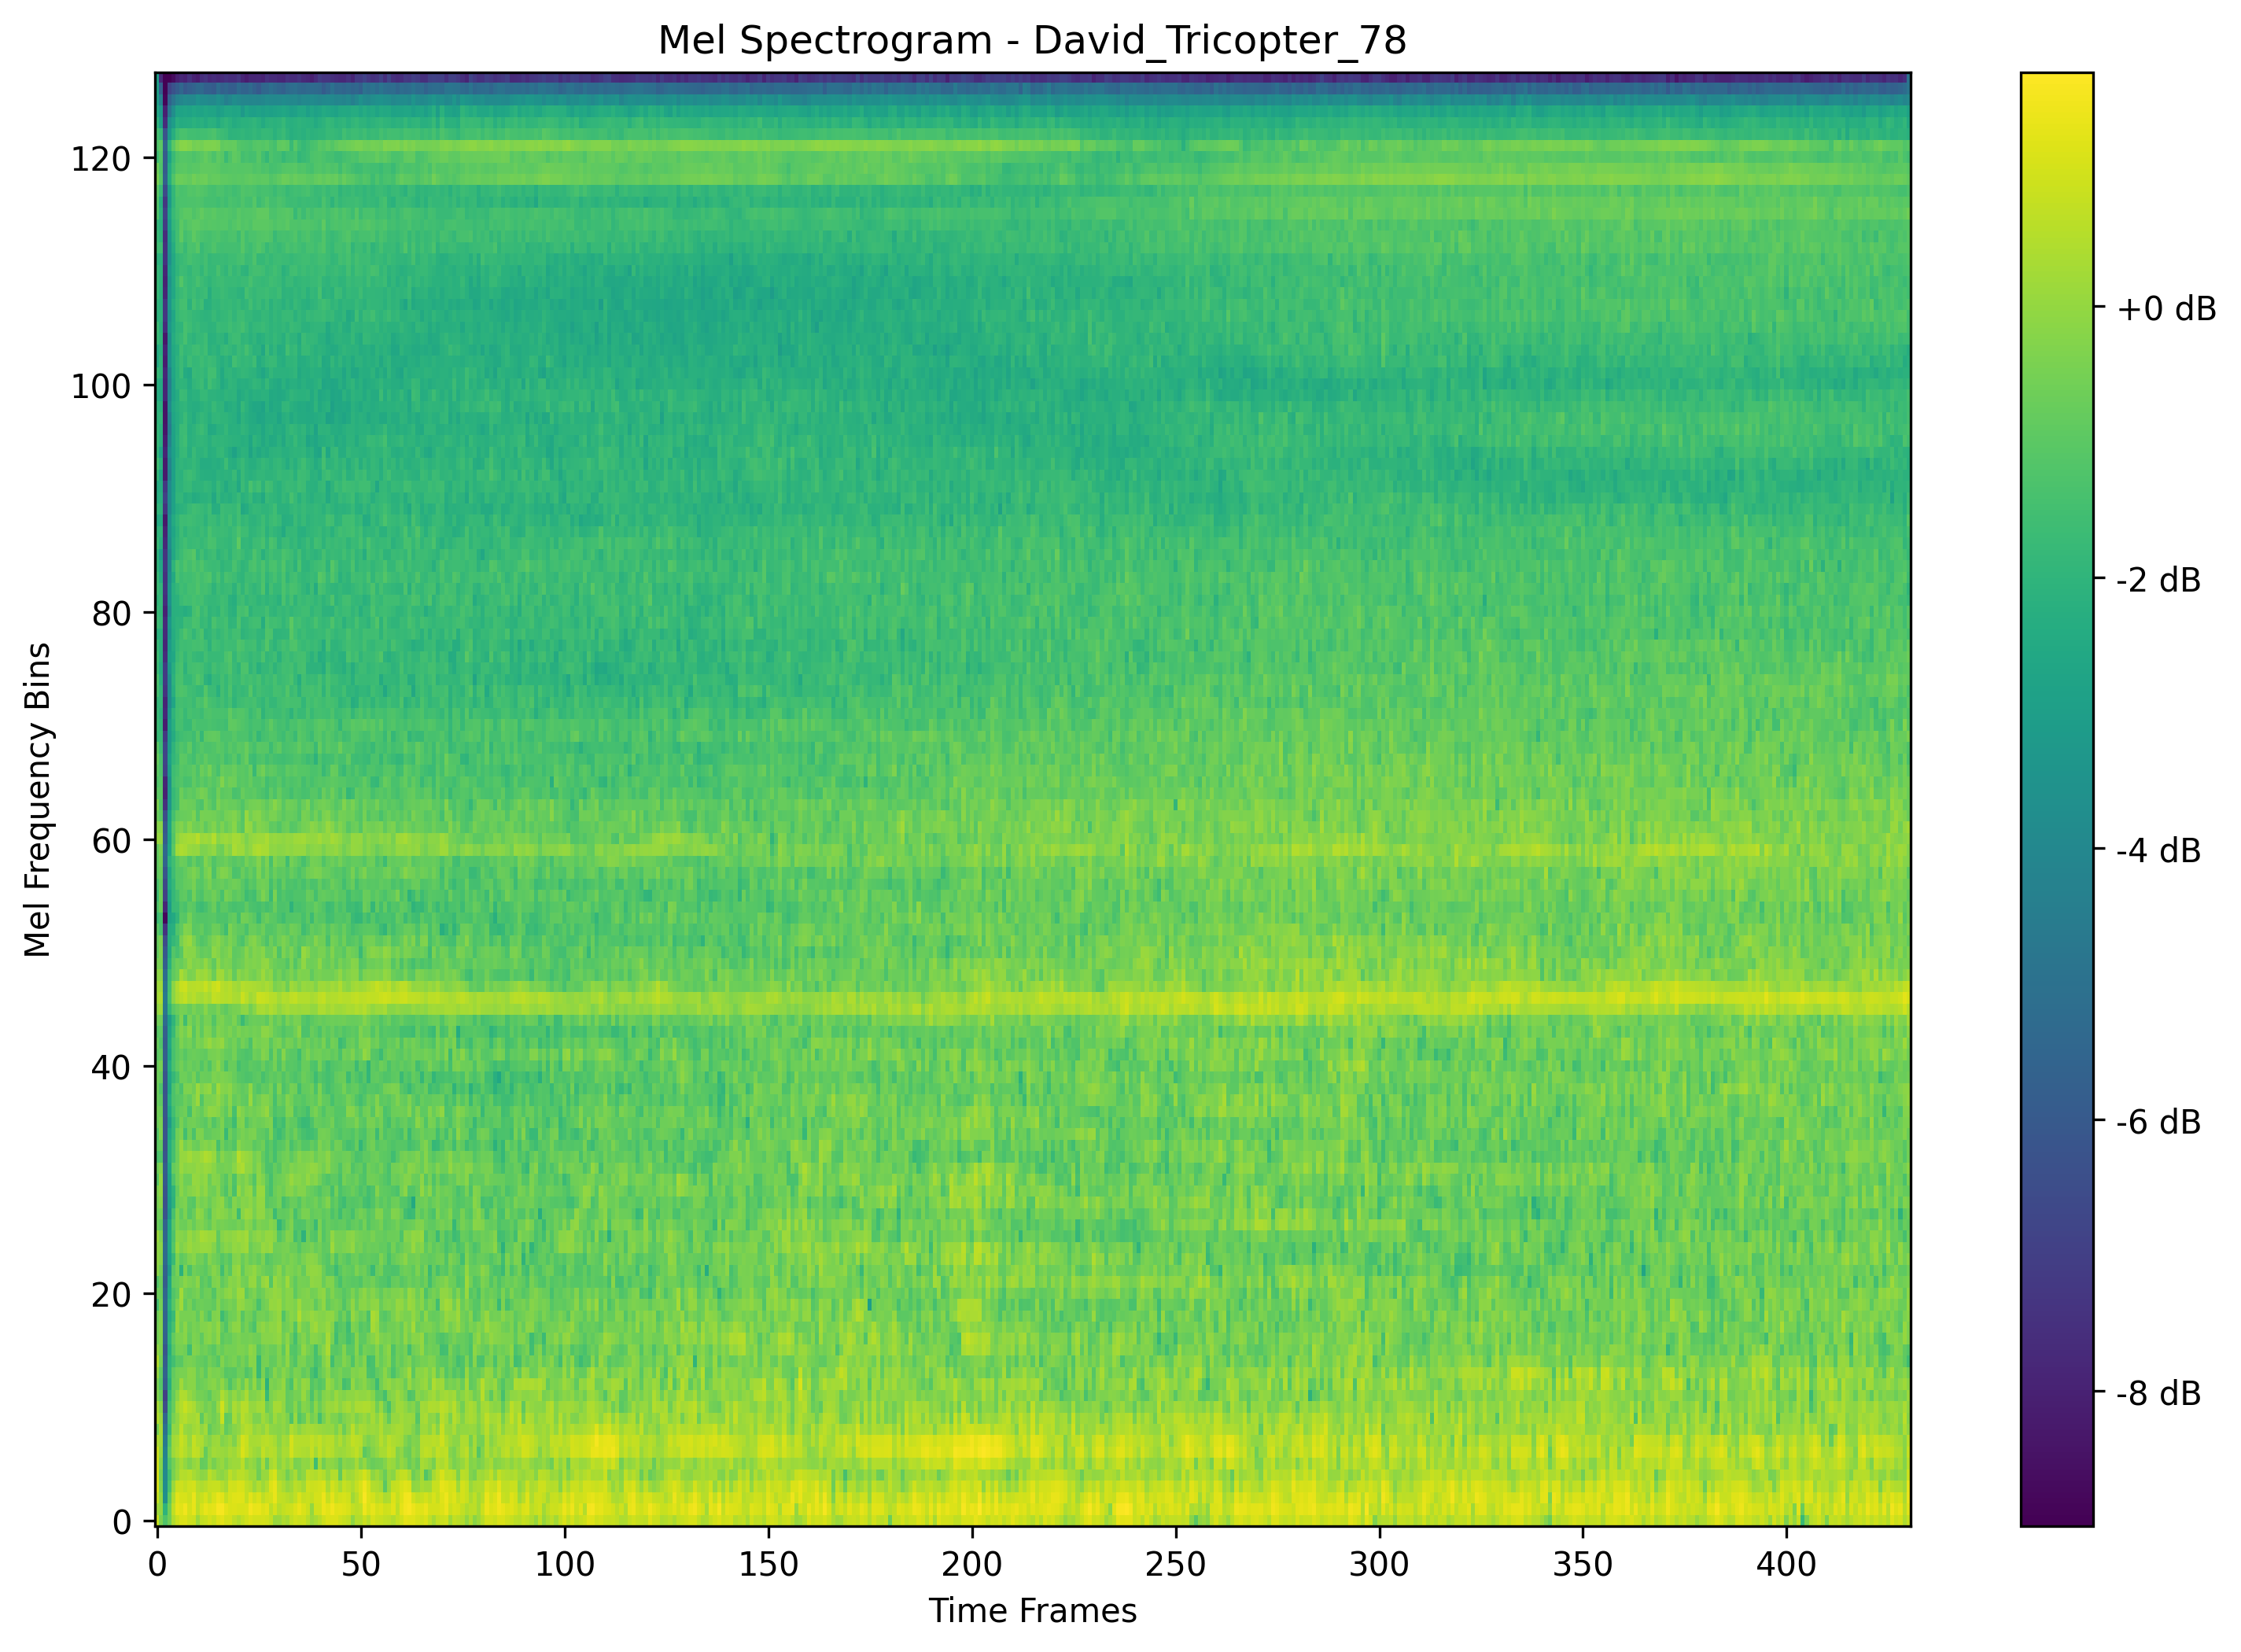 Mel Spectrogram - David_Tricopter_78
120
100
80
60
40
20
0
Mel Frequency Bins
0 50 100 150 200 250 300 350 400
Time Frames
+0 dB
-2 dB
-4 dB
-6 dB
-8 dB